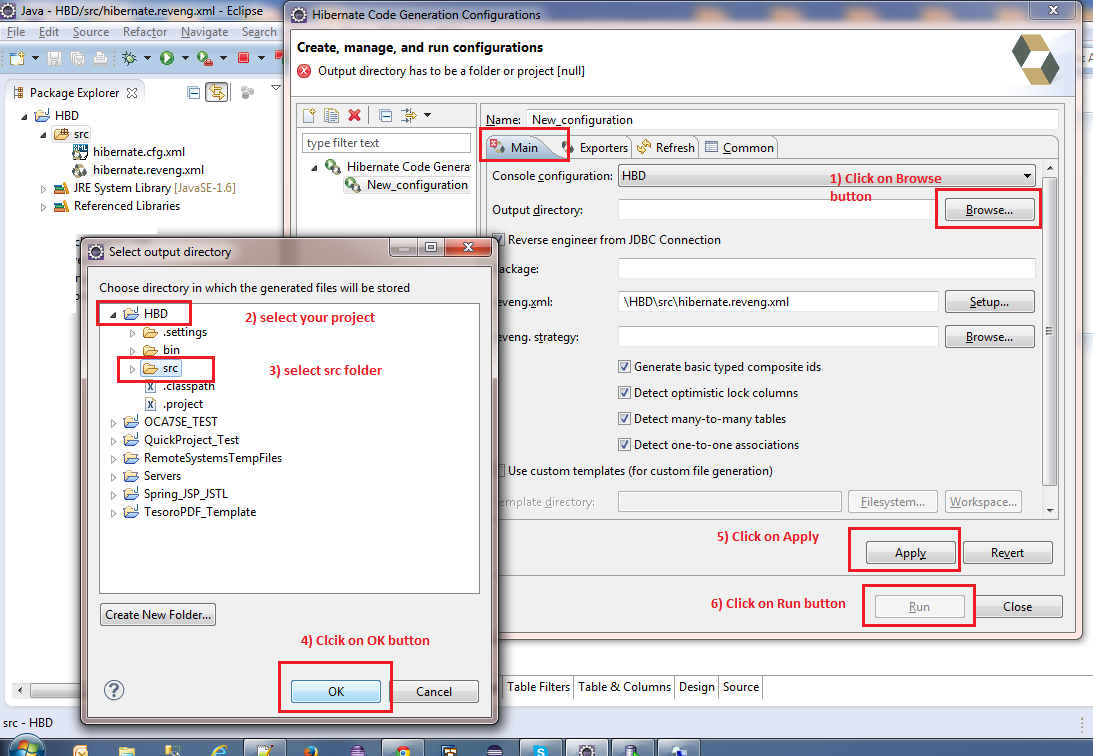 Java - HBD/src/hibernate.reveng.xml - Eclipse
File Edit Source Refactor Navigate Search
Package Explorer
HBD
src
hibernate.cfg.xml
hibernate.reveng.xml
JRE System Library [JavaSE-1.6]
Referenced Libraries
Hibernate Code Generation Configurations
Create, manage, and run configurations
Output directory has to be a folder or project [null]
type filter text
Hibernate Code Genera
New_configuration
Name: New_configuration
Main Exporters Refresh Common
Console configuration: HBD
1) Click on Browse
button
Output directory: Browse...
Reverse engineer from JDBC Connection
ackage:
eveng.xml: \HBD\src\hibernate.reveng.xml Setup...
eveng. strategy: Browse...
Generate basic typed composite ids
Detect optimistic lock columns
Detect many-to-many tables
Detect one-to-one associations
Use custom templates (for custom file generation)
emplate directory: Filesystem... Workspace...
5) Click on Apply
Apply Revert
6) Click on Run button
Run Close
Select output directory
Choose directory in which the generated files will be stored
HBD
2) select your project
.settings
bin
src
3) select src folder
.classpath
.project
OCA7SE_TEST
QuickProject_Test
RemoteSystemsTempFiles
Servers
Spring_JSP_JSTL
TesoroPDF_Template
Create New Folder...
4) Clcik on OK button
OK Cancel
Table Filters Table & Columns Design Source
src - HBD